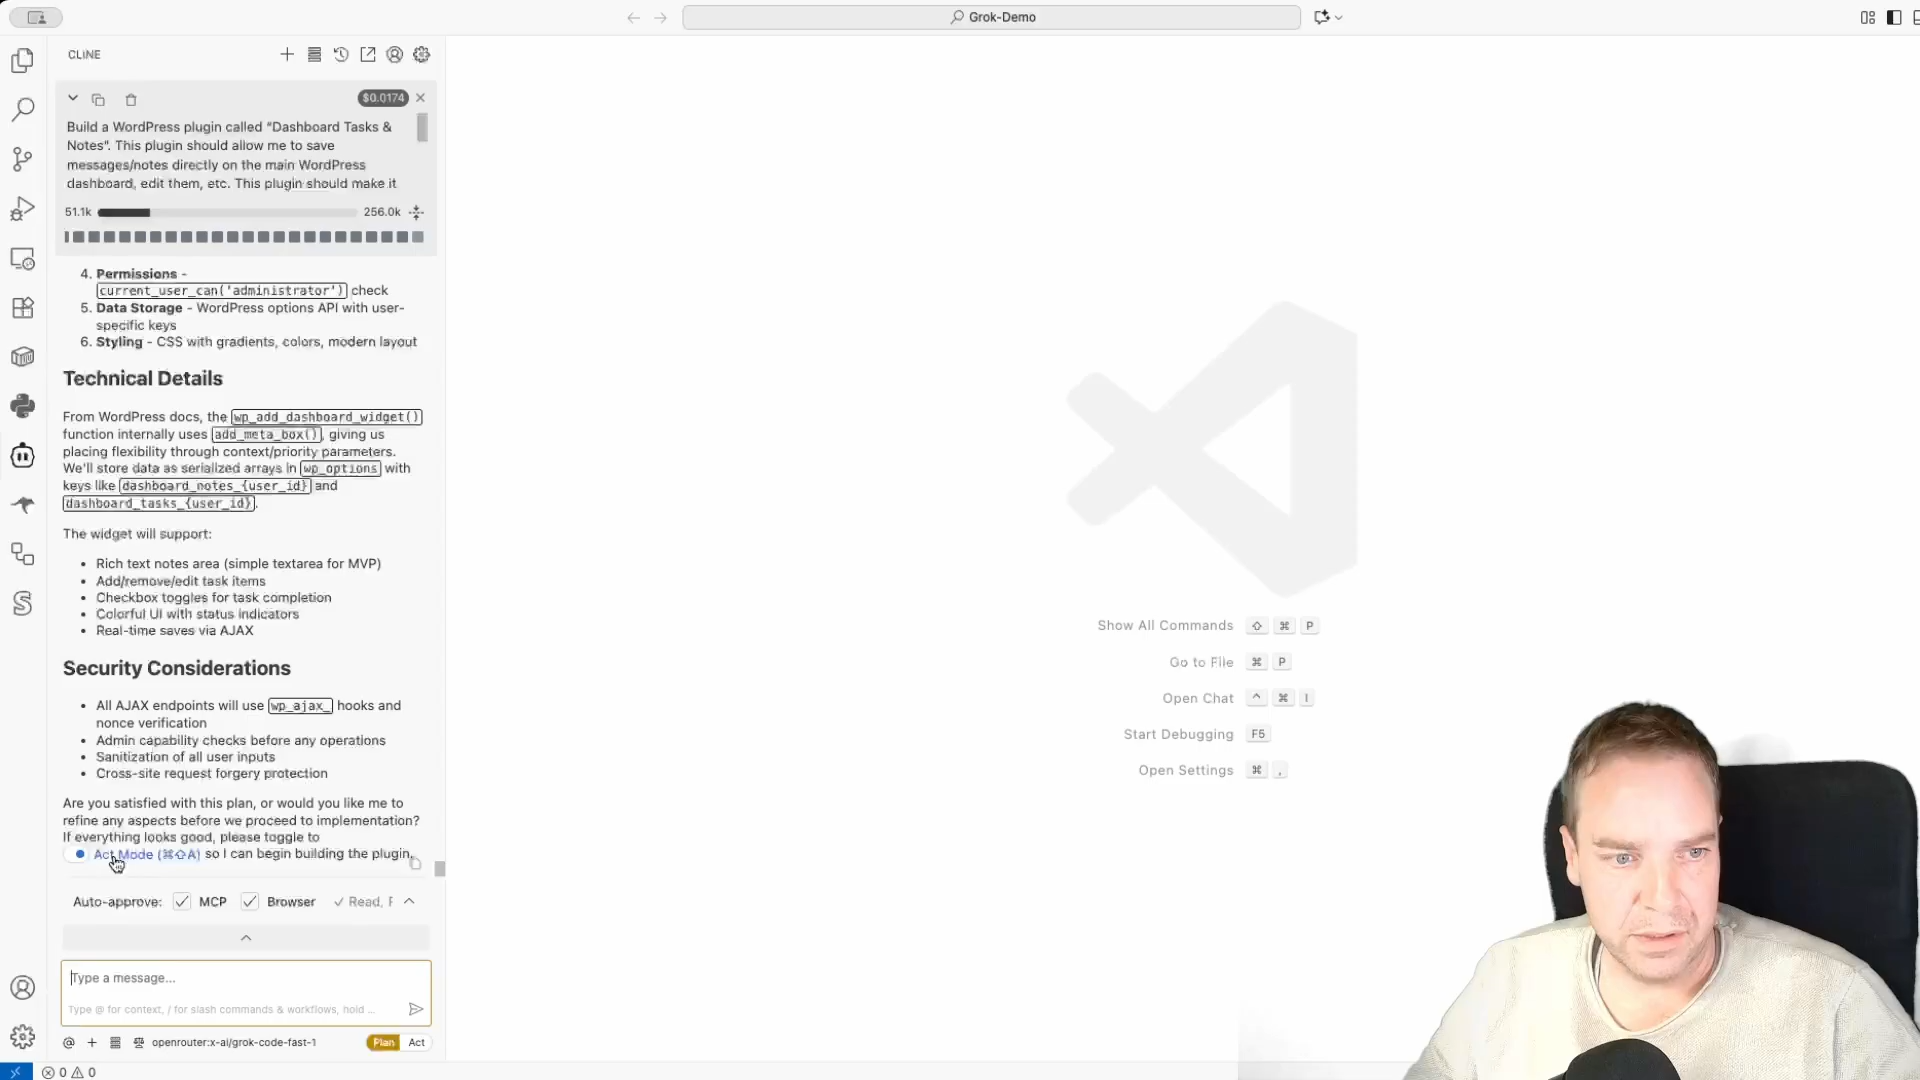 Grok-Demo
CLINE
$0.0174
Build a WordPress plugin called "Dashboard Tasks &
Notes". This plugin should allow me to save
messages/notes directly on the main WordPress
dashboard, edit them, etc. This plugin should make it
51.1k 256.0k
4. Permissions -
current_user_can('administrator') check
5. Data Storage - WordPress options API with user-
specific keys
6. Styling - CSS with gradients, colors, modern layout
Technical Details
From WordPress docs, the wp_add_dashboard_widget()
function internally uses add_meta_box(), giving us
placing flexibility through context/priority parameters.
We'll store data as serialized arrays in wp_options with
keys like dashboard_notes_{user_id} and
dashboard_tasks_{user_id}.
The widget will support:
• Rich text notes area (simple textarea for MVP)
• Add/remove/edit task items
• Checkbox toggles for task completion
• Colorful UI with status indicators
• Real-time saves via AJAX
Security Considerations
• All AJAX endpoints will use wp_ajax_ hooks and
nonce verification
• Admin capability checks before any operations
• Sanitization of all user inputs
• Cross-site request forgery protection
Are you satisfied with this plan, or would you like me to
refine any aspects before we proceed to implementation?
If everything looks good, please toggle to
Act Mode (⌘⇧A) so I can begin building the plugin.
Auto-approve: MCP Browser Read,
Type a message...
Type @ for context, / for slash commands & workflows, hold ...
openrouter:x-ai/grok-code-fast-1 Plan Act
0 0
Show All Commands ⇧ ⌘ P
Go to File ⌘ P
Open Chat ^ ⌘ I
Start Debugging F5
Open Settings ⌘ ,